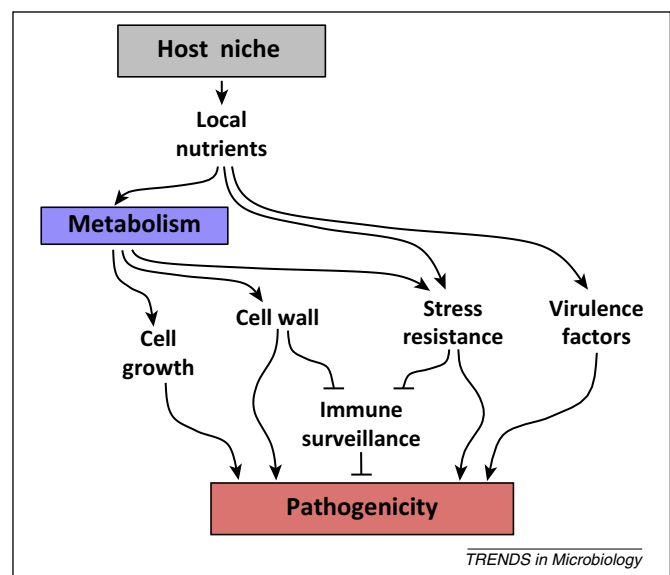 Host niche
Local
nutrients
Metabolism
Cell wall
Stress
resistance
Virulence
factors
Cell
growth
Immune
surveillance
Pathogenicity
TRENDS in Microbiology